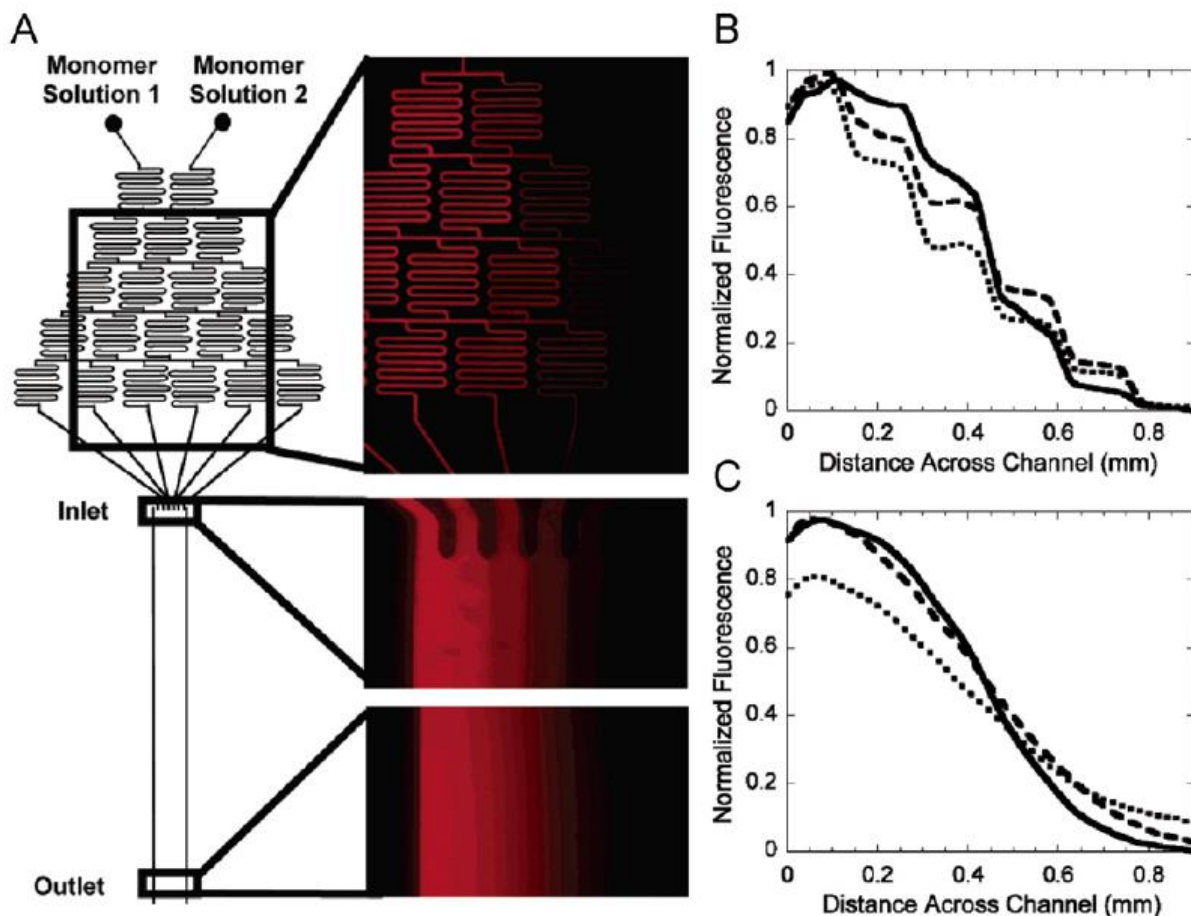 A
Monomer
Solution 1
Monomer
Solution 2
Inlet
Outlet
B
Normalized Fluorescence
1
0.8
0.6
0.4
0.2
0
0
0.2
0.4
0.6
0.8
Distance Across Channel (mm)
C
Normalized Fluorescence
1
0.8
0.6
0.4
0.2
0
0
0.2
0.4
0.6
0.8
Distance Across Channel (mm)